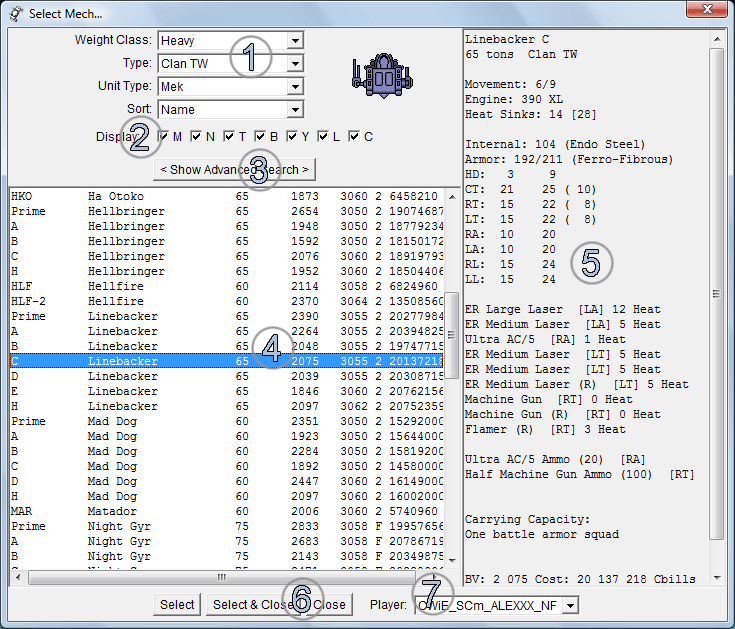 Select Mech...
Weight Class: Heavy
1
Type: Clan TW
Unit Type: Mek
Sort: Name
2
Display: M N T B Y L C
3
< Show Advanced Search >
HKO Ha Otoko 65 1873 3060 2 6458210
Prime Hellbringer 65 2654 3050 2 19074687
A Hellbringer 65 1948 3050 2 18779234
B Hellbringer 65 1592 3050 2 18150172
C Hellbringer 65 2076 3060 2 18919793
H Hellbringer 65 1952 3060 2 18504406
HLF Hellfire 60 2114 3058 2 6824960
HLF-2 Hellfire 60 2370 3064 2 13508560
Prime Linebacker 65 2390 3055 2 20277984
A Linebacker 65 2264 3055 2 20394825
B Linebacker 65 2048 3055 2 19747715
4
C Linebacker 65 2075 3055 2 20137218
D Linebacker 65 2039 3055 2 20308715
E Linebacker 65 1846 3060 2 20762156
H Linebacker 65 2097 3062 2 20752359
Prime Mad Dog 60 2351 3050 2 15292000
A Mad Dog 60 1923 3050 2 15644000
B Mad Dog 60 2284 3050 2 15819200
C Mad Dog 60 1892 3050 2 14580000
D Mad Dog 60 2447 3060 2 16149000
H Mad Dog 60 2097 3060 2 16002000
MAR Matador 60 2006 3060 2 5740960
Prime Night Gyr 75 2833 3058 F 19957656
A Night Gyr 75 2683 3058 F 20786719
B Night Gyr 75 2143 3058 F 20349875
Linebacker C
65 tons Clan TW
Movement: 6/9
Engine: 390 XL
Heat Sinks: 14 [28]
Internal: 104 (Endo Steel)
Armor: 192/211 (Ferro-Fibrous)
HD: 3 9
CT: 21 25 ( 10)
RT: 15 22 ( 8)
LT: 15 22 ( 8)
RA: 10 20
LA: 10 20
RL: 15 24
LL: 15 24
5
ER Large Laser [LA] 12 Heat
ER Medium Laser [LA] 5 Heat
Ultra AC/5 [RA] 1 Heat
ER Medium Laser [LT] 5 Heat
ER Medium Laser [LT] 5 Heat
ER Medium Laser (R) [LT] 5 Heat
Machine Gun [RT] 0 Heat
Machine Gun (R) [RT] 0 Heat
Flamer (R) [RT] 3 Heat
Ultra AC/5 Ammo (20) [RA]
Half Machine Gun Ammo (100) [RT]
Carrying Capacity:
One battle armor squad
BV: 2 075 Cost: 20 137 218 Cbills
6
7
Select Select & Close Close Player: OWiE_SCm_ALEXXX_NF